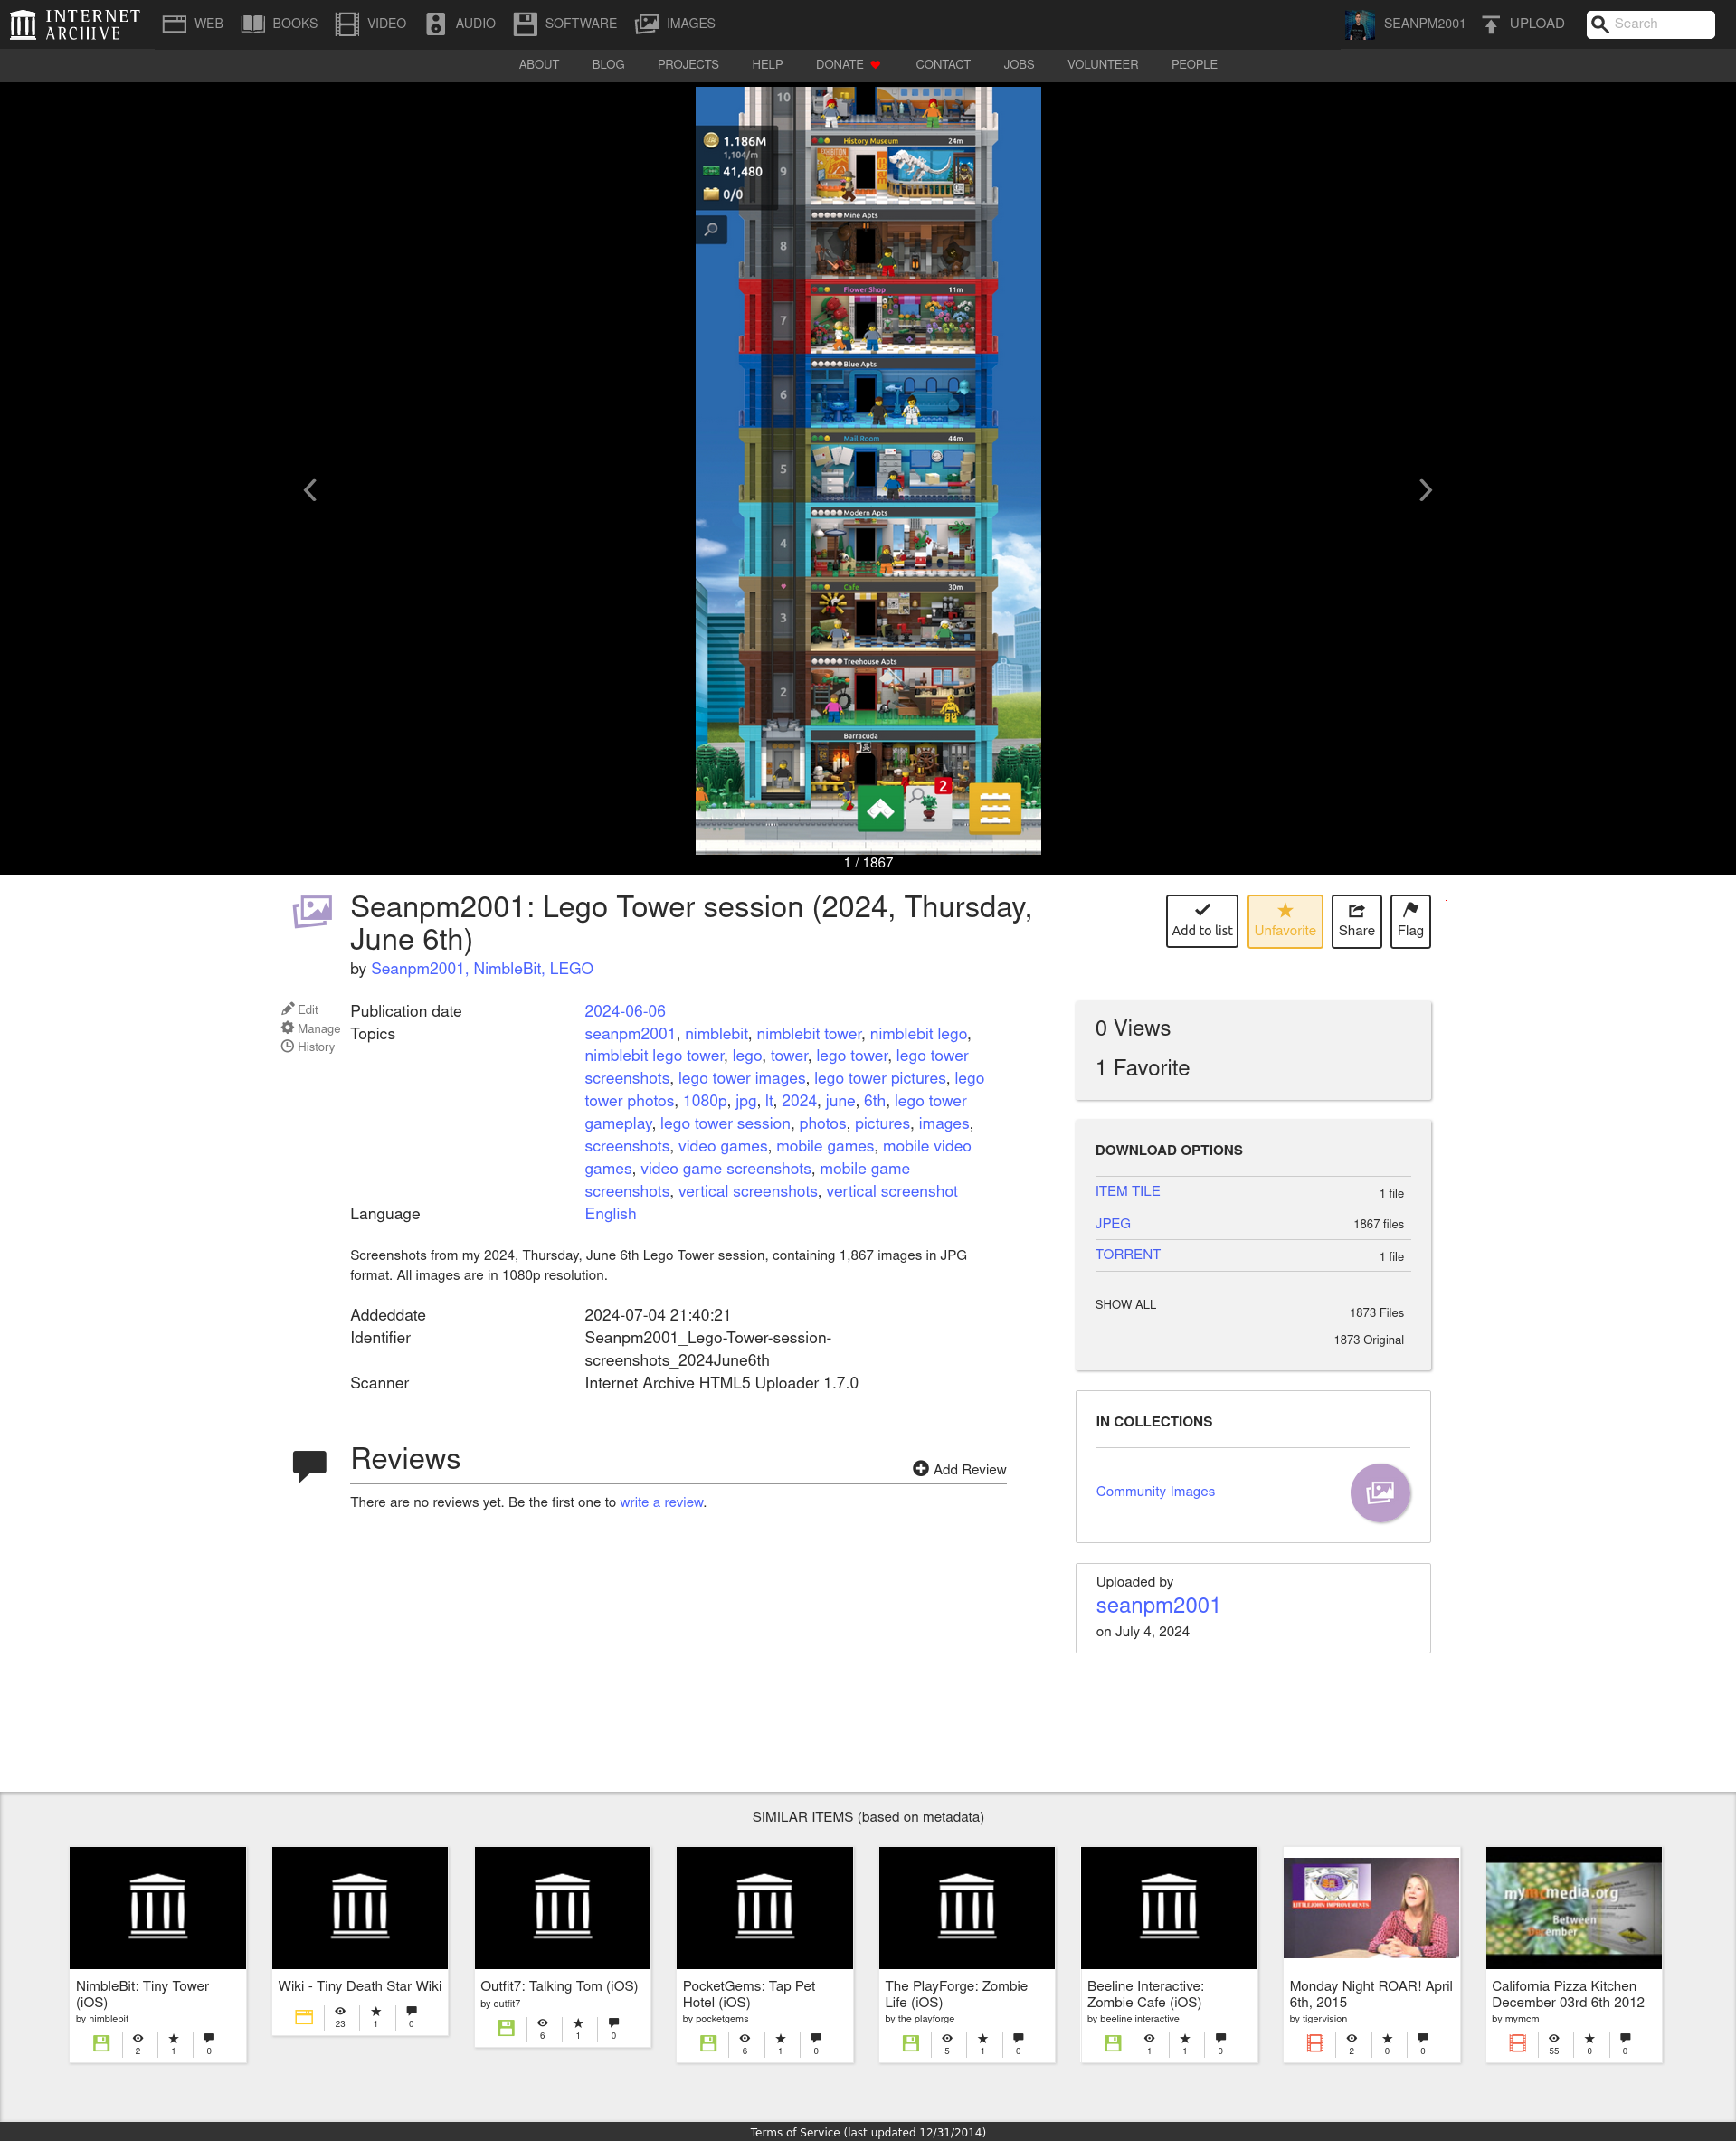 INTERNET
ARCHIVE
WEB
BOOKS
VIDEO
AUDIO
SOFTWARE
IMAGES
SEANPM2001
UPLOAD
Search
ABOUT
BLOG
PROJECTS
HELP
DONATE
CONTACT
JOBS
VOLUNTEER
PEOPLE
10
1.186M
1,104/m
41,480
0/0
History Museum 24m
9
Mine Apts
8
Flower Shop 11m
7
Blue Apts
6
Mail Room 44m
5
Modern Apts
4
Cafe 30m
3
Treehouse Apts
2
Barracuda
2
1 / 1867
Seanpm2001: Lego Tower session (2024, Thursday,
June 6th)
by Seanpm2001, NimbleBit, LEGO
Add to list
Unfavorite
Share
Flag
Edit
Manage
History
Publication date 2024-06-06
Topics seanpm2001, nimblebit, nimblebit tower, nimblebit lego,
nimblebit lego tower, lego, tower, lego tower, lego tower
screenshots, lego tower images, lego tower pictures, lego
tower photos, 1080p, jpg, lt, 2024, june, 6th, lego tower
gameplay, lego tower session, photos, pictures, images,
screenshots, video games, mobile games, mobile video
games, video game screenshots, mobile game
screenshots, vertical screenshots, vertical screenshot
Language English
Screenshots from my 2024, Thursday, June 6th Lego Tower session, containing 1,867 images in JPG
format. All images are in 1080p resolution.
Addeddate 2024-07-04 21:40:21
Identifier Seanpm2001_Lego-Tower-session-
screenshots_2024June6th
Scanner Internet Archive HTML5 Uploader 1.7.0
Reviews
Add Review
There are no reviews yet. Be the first one to write a review.
0 Views
1 Favorite
DOWNLOAD OPTIONS
ITEM TILE 1 file
JPEG 1867 files
TORRENT 1 file
SHOW ALL 1873 Files
1873 Original
IN COLLECTIONS
Community Images
Uploaded by
seanpm2001
on July 4, 2024
SIMILAR ITEMS (based on metadata)
NimbleBit: Tiny Tower
(iOS)
by nimblebit
2 1 0
Wiki - Tiny Death Star Wiki
23 1 0
Outfit7: Talking Tom (iOS)
by outfit7
6 1 0
PocketGems: Tap Pet
Hotel (iOS)
by pocketgems
6 1 0
The PlayForge: Zombie
Life (iOS)
by the playforge
5 1 0
Beeline Interactive:
Zombie Cafe (iOS)
by beeline interactive
1 1 0
LITTLEJOHN IMPROVEMENTS
Monday Night ROAR! April
6th, 2015
by tigervision
2 0 0
mymcmedia.org
Between
December
California Pizza Kitchen
December 03rd 6th 2012
by mymcm
55 0 0
Terms of Service (last updated 12/31/2014)